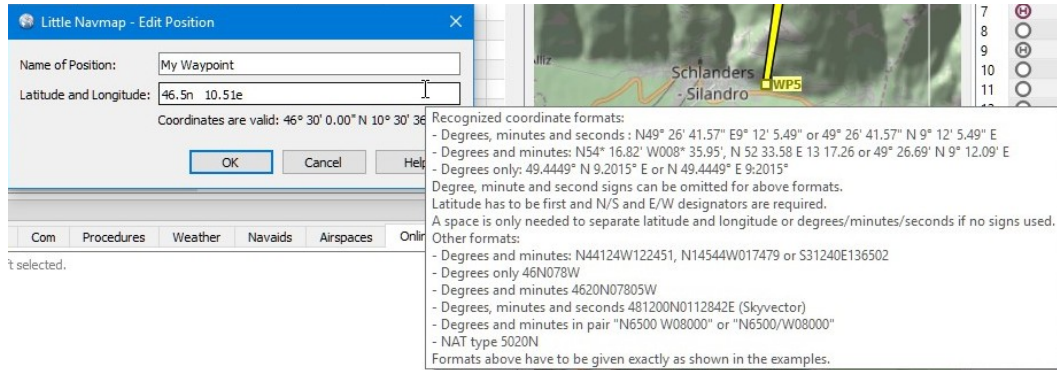 Little Navmap - Edit Position
Name of Position:
My Waypoint
Latitude and Longitude:
46.5n 10.51e
Coordinates are valid: 46° 30' 0.00" N 10° 30' 36
OK
Cancel
Help
Com
Procedures
Weather
Navaids
Airspaces
Onlin
't selected.
Schlanders
- Silandro
WP5
7
8
9
10
11
Recognized coordinate formats:
- Degrees, minutes and seconds : N49° 26' 41.57" E9° 12' 5.49" or 49° 26' 41.57" N 9° 12' 5.49" E
- Degrees and minutes: N54* 16.82' W008* 35.95', N 52 33.58 E 13 17.26 or 49° 26.69' N 9° 12.09' E
- Degrees only: 49.4449° N 9.2015° E or N 49.4449° E 9:2015°
Degree, minute and second signs can be omitted for above formats.
Latitude has to be first and N/S and E/W designators are required.
A space is only needed to separate latitude and longitude or degrees/minutes/seconds if no signs used.
Other formats:
- Degrees and minutes: N44124W122451, N14544W017479 or S31240E136502
- Degrees only 46N078W
- Degrees and minutes 4620N07805W
- Degrees, minutes and seconds 481200N0112842E (Skyvector)
- Degrees and minutes in pair "N6500 W08000" or "N6500/W08000"
- NAT type 5020N
Formats above have to be given exactly as shown in the examples.